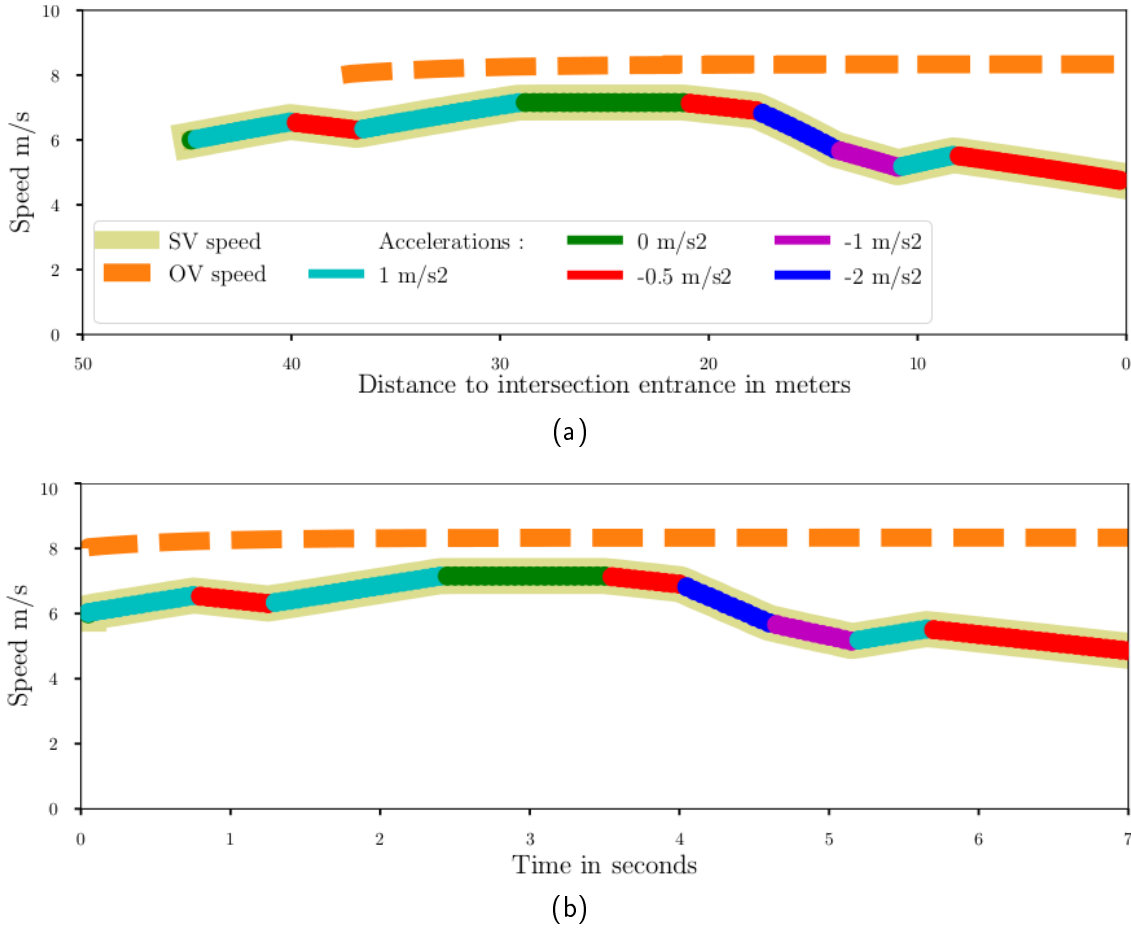 10
8
6
4
2
0
Speed m/s
SV speed
Accelerations :
0 m/s2
-1 m/s2
OV speed
1 m/s2
-0.5 m/s2
-2 m/s2
50 40 30 20 10 0
Distance to intersection entrance in meters
(a)
10
8
6
4
2
0
Speed m/s
0 1 2 3 4 5 6 7
Time in seconds
(b)